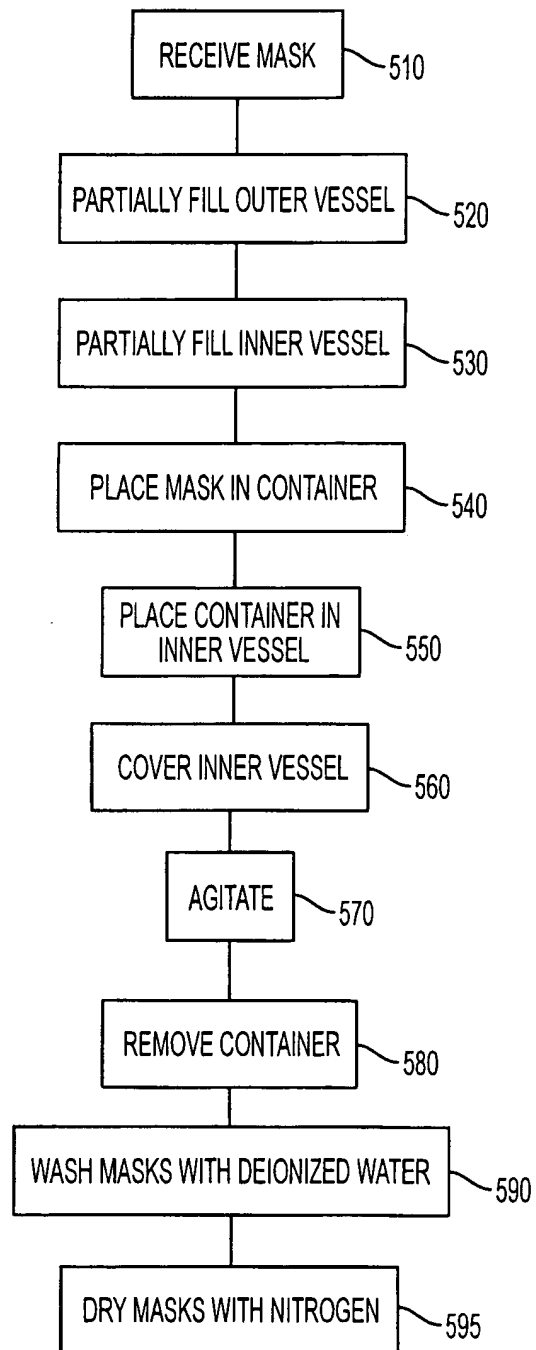 RECEIVE MASK
510
PARTIALLY FILL OUTER VESSEL
520
PARTIALLY FILL INNER VESSEL
530
PLACE MASK IN CONTAINER
540
PLACE CONTAINER IN
INNER VESSEL
550
COVER INNER VESSEL
560
AGITATE
570
REMOVE CONTAINER
580
WASH MASKS WITH DEIONIZED WATER
590
DRY MASKS WITH NITROGEN
595